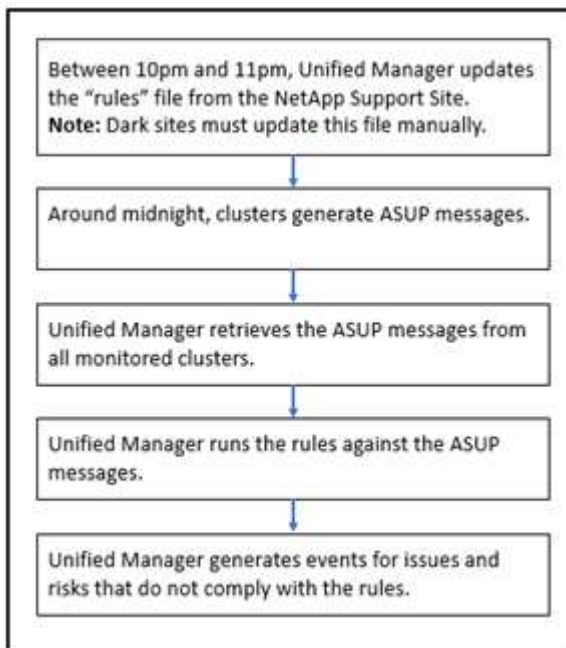 Between 10pm and 11pm, Unified Manager updates
the “rules” file from the NetApp Support Site.
Note: Dark sites must update this file manually.
Around midnight, clusters generate ASUP messages.
Unified Manager retrieves the ASUP messages from
all monitored clusters.
Unified Manager runs the rules against the ASUP
messages.
Unified Manager generates events for issues and
risks that do not comply with the rules.